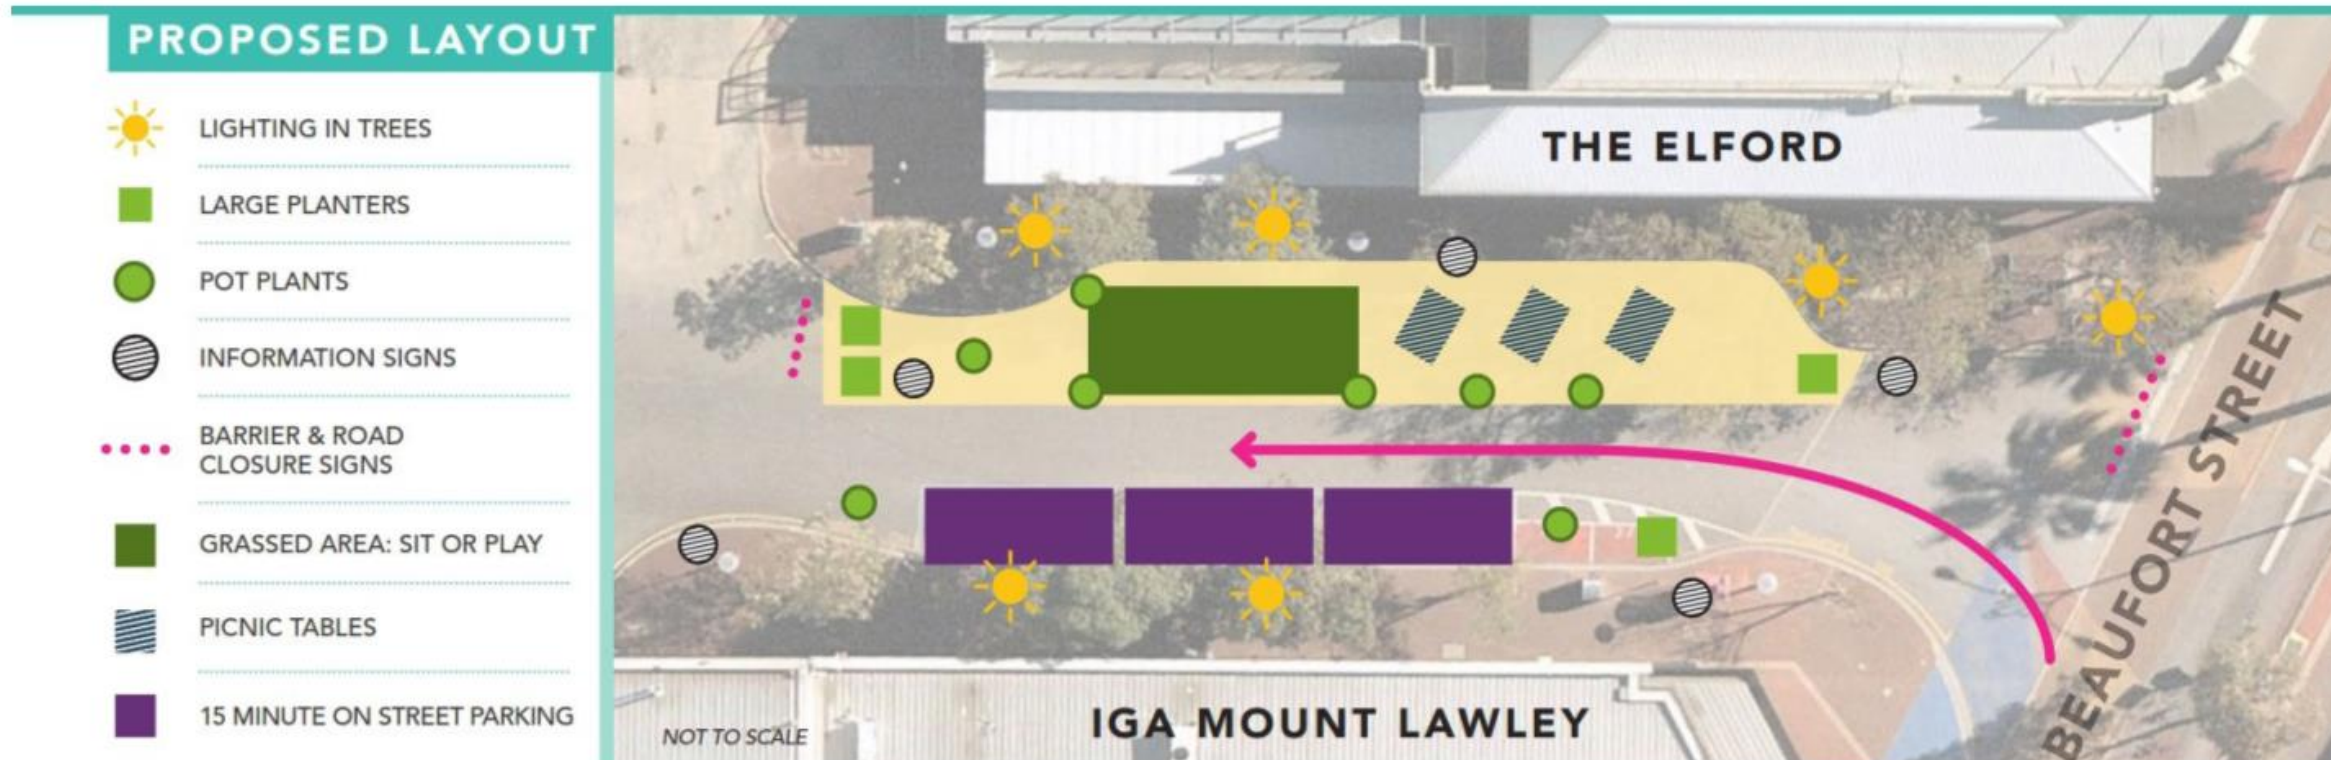 PROPOSED LAYOUT
LIGHTING IN TREES
LARGE PLANTERS
POT PLANTS
INFORMATION SIGNS
BARRIER & ROAD
CLOSURE SIGNS
GRASSED AREA: SIT OR PLAY
PICNIC TABLES
15 MINUTE ON STREET PARKING
THE ELFORD
BEAUFORT STREET
IGA MOUNT LAWLEY
NOT TO SCALE